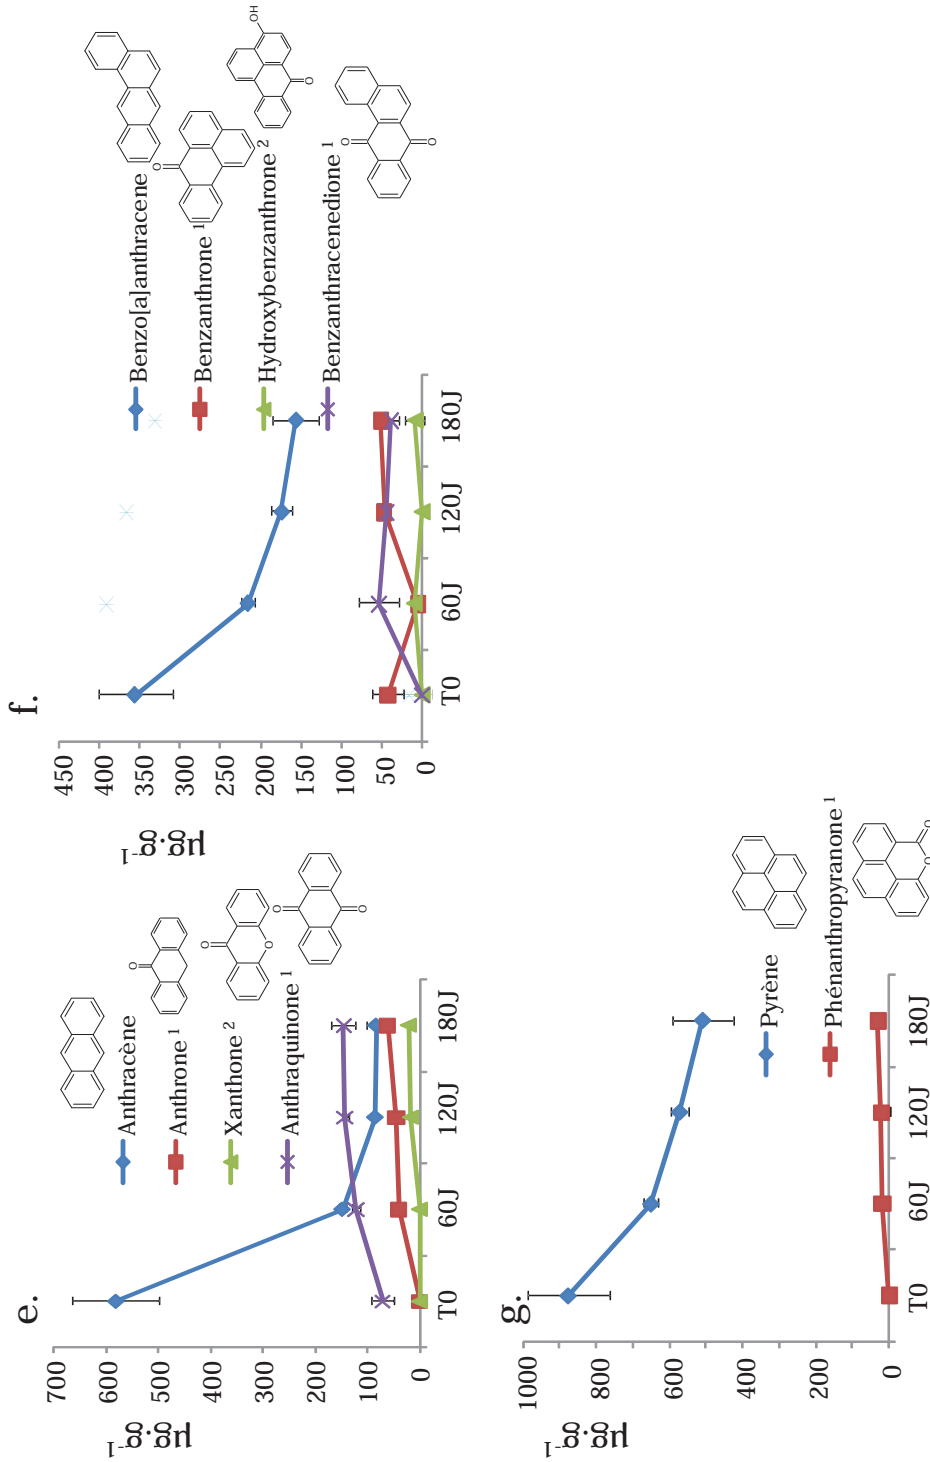 e.
µg.g-1
700
600
500
400
300
200
100
0
T0 60J 120J 180J
Anthracène
Anthrone 1
Xanthone 2
Anthraquinone 1
O
O
O
O
O
f.
µg.g-1
450
400
350
300
250
200
150
100
50
0
T0 60J 120J 180J
Benzo[a]anthracene
Benzanthrone 1
Hydroxybenzanthrone 2
Benzanthracenedione 1
O
OH
O
O
O
g.
µg.g-1
1000
800
600
400
200
0
T0 60J 120J 180J
Pyrène
Phénanthropyranone 1
O
O